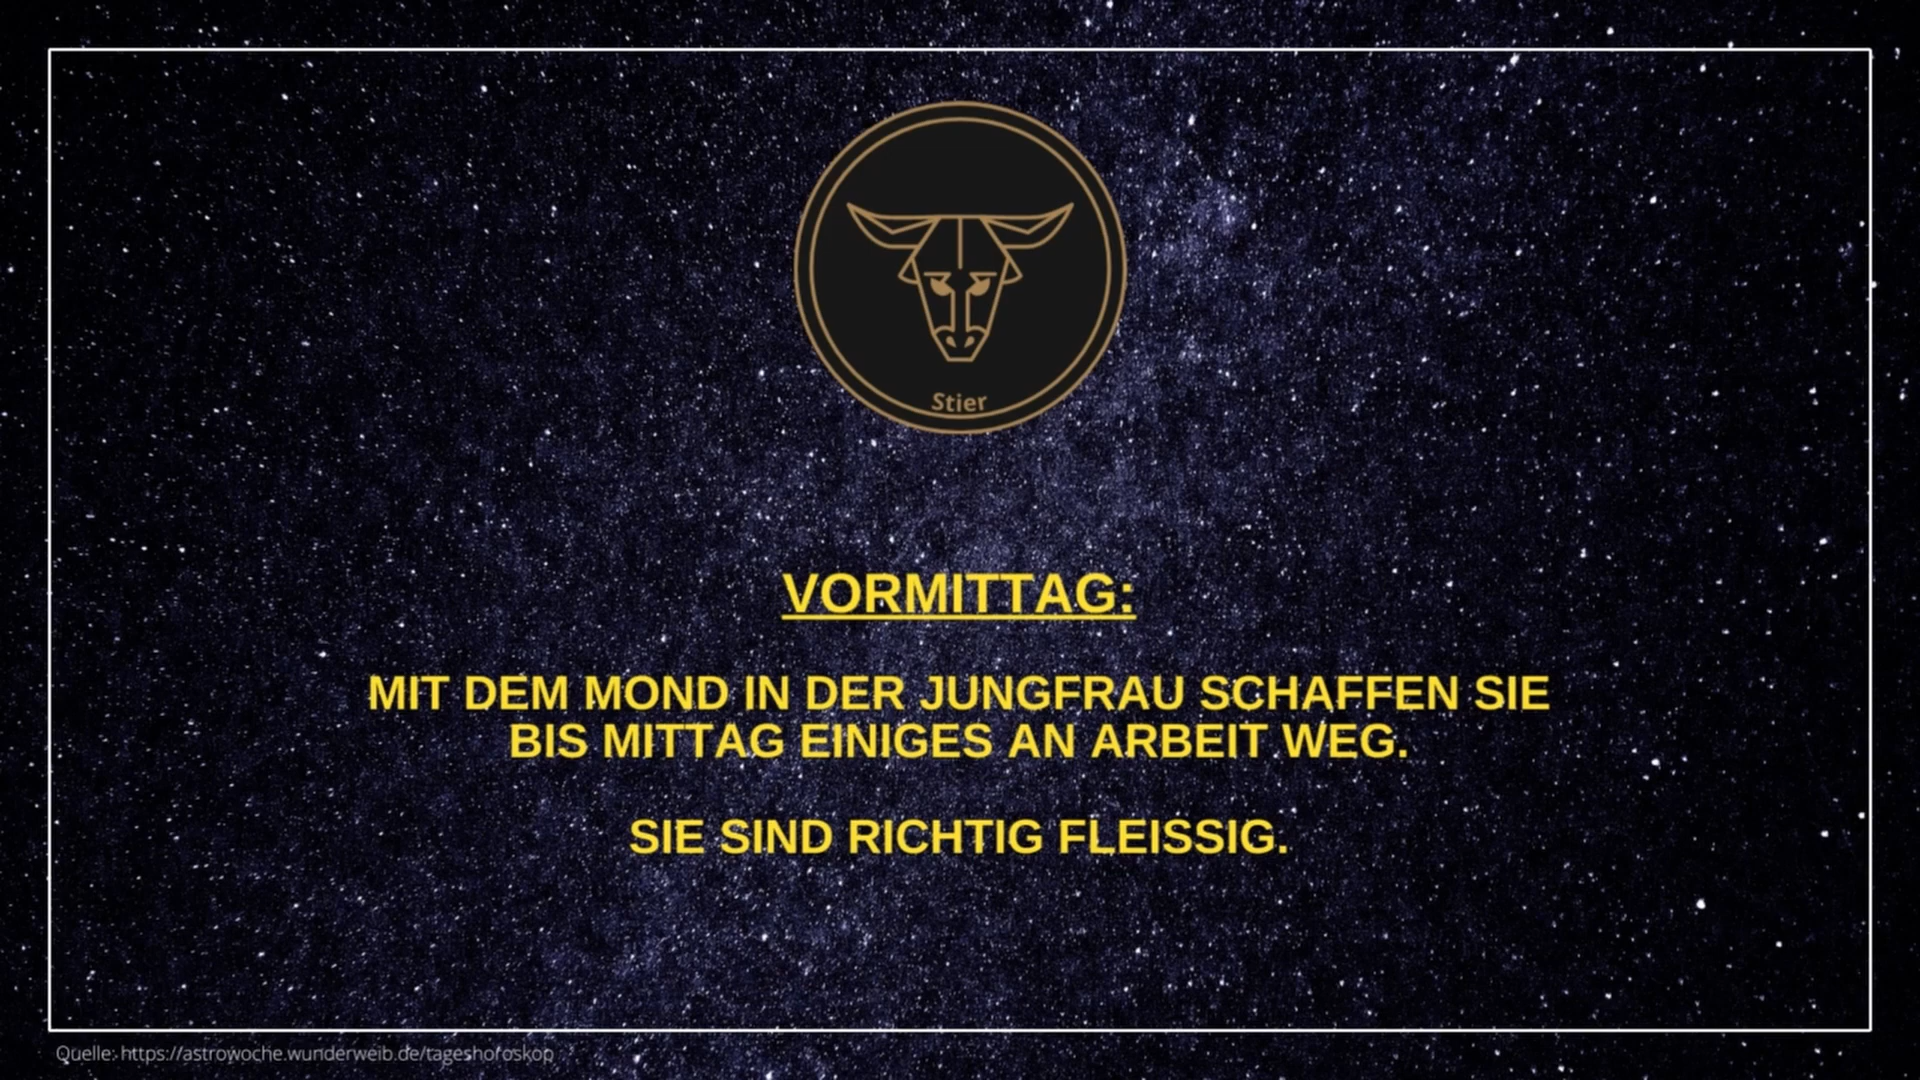 Stier
VORMITTAG:
MIT DEM MOND IN DER JUNGFRAU SCHAFFEN SIE
BIS MITTAG EINIGES AN ARBEIT WEG.
SIE SIND RICHTIG FLEISSIG.
Quelle: https://astrowoche.wunderweib.de/tageshoroskop